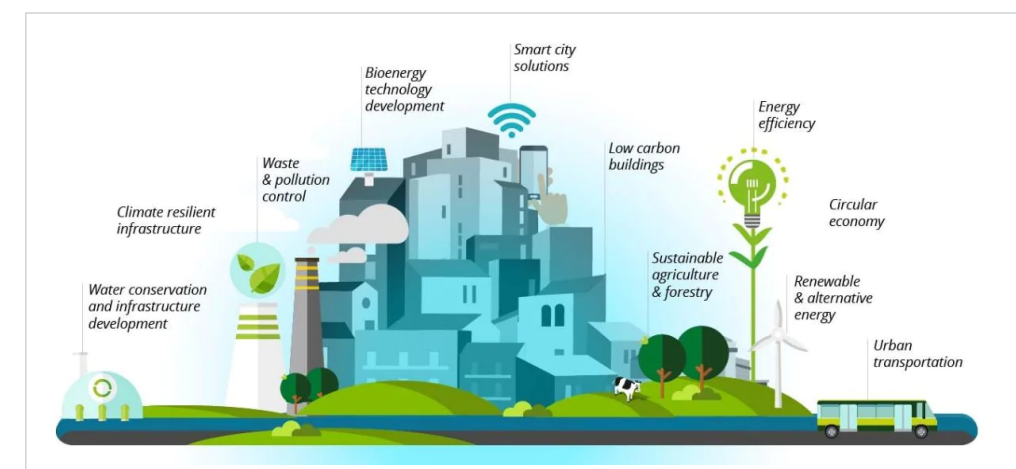 Smart city
solutions
Bioenergy
technology
development
Energy
efficiency
Low carbon
buildings
Waste
& pollution
control
Circular
economy
Climate resilient
infrastructure
Sustainable
agriculture
& forestry
Renewable
& alternative
energy
Water conservation
and infrastructure
development
Urban
transportation